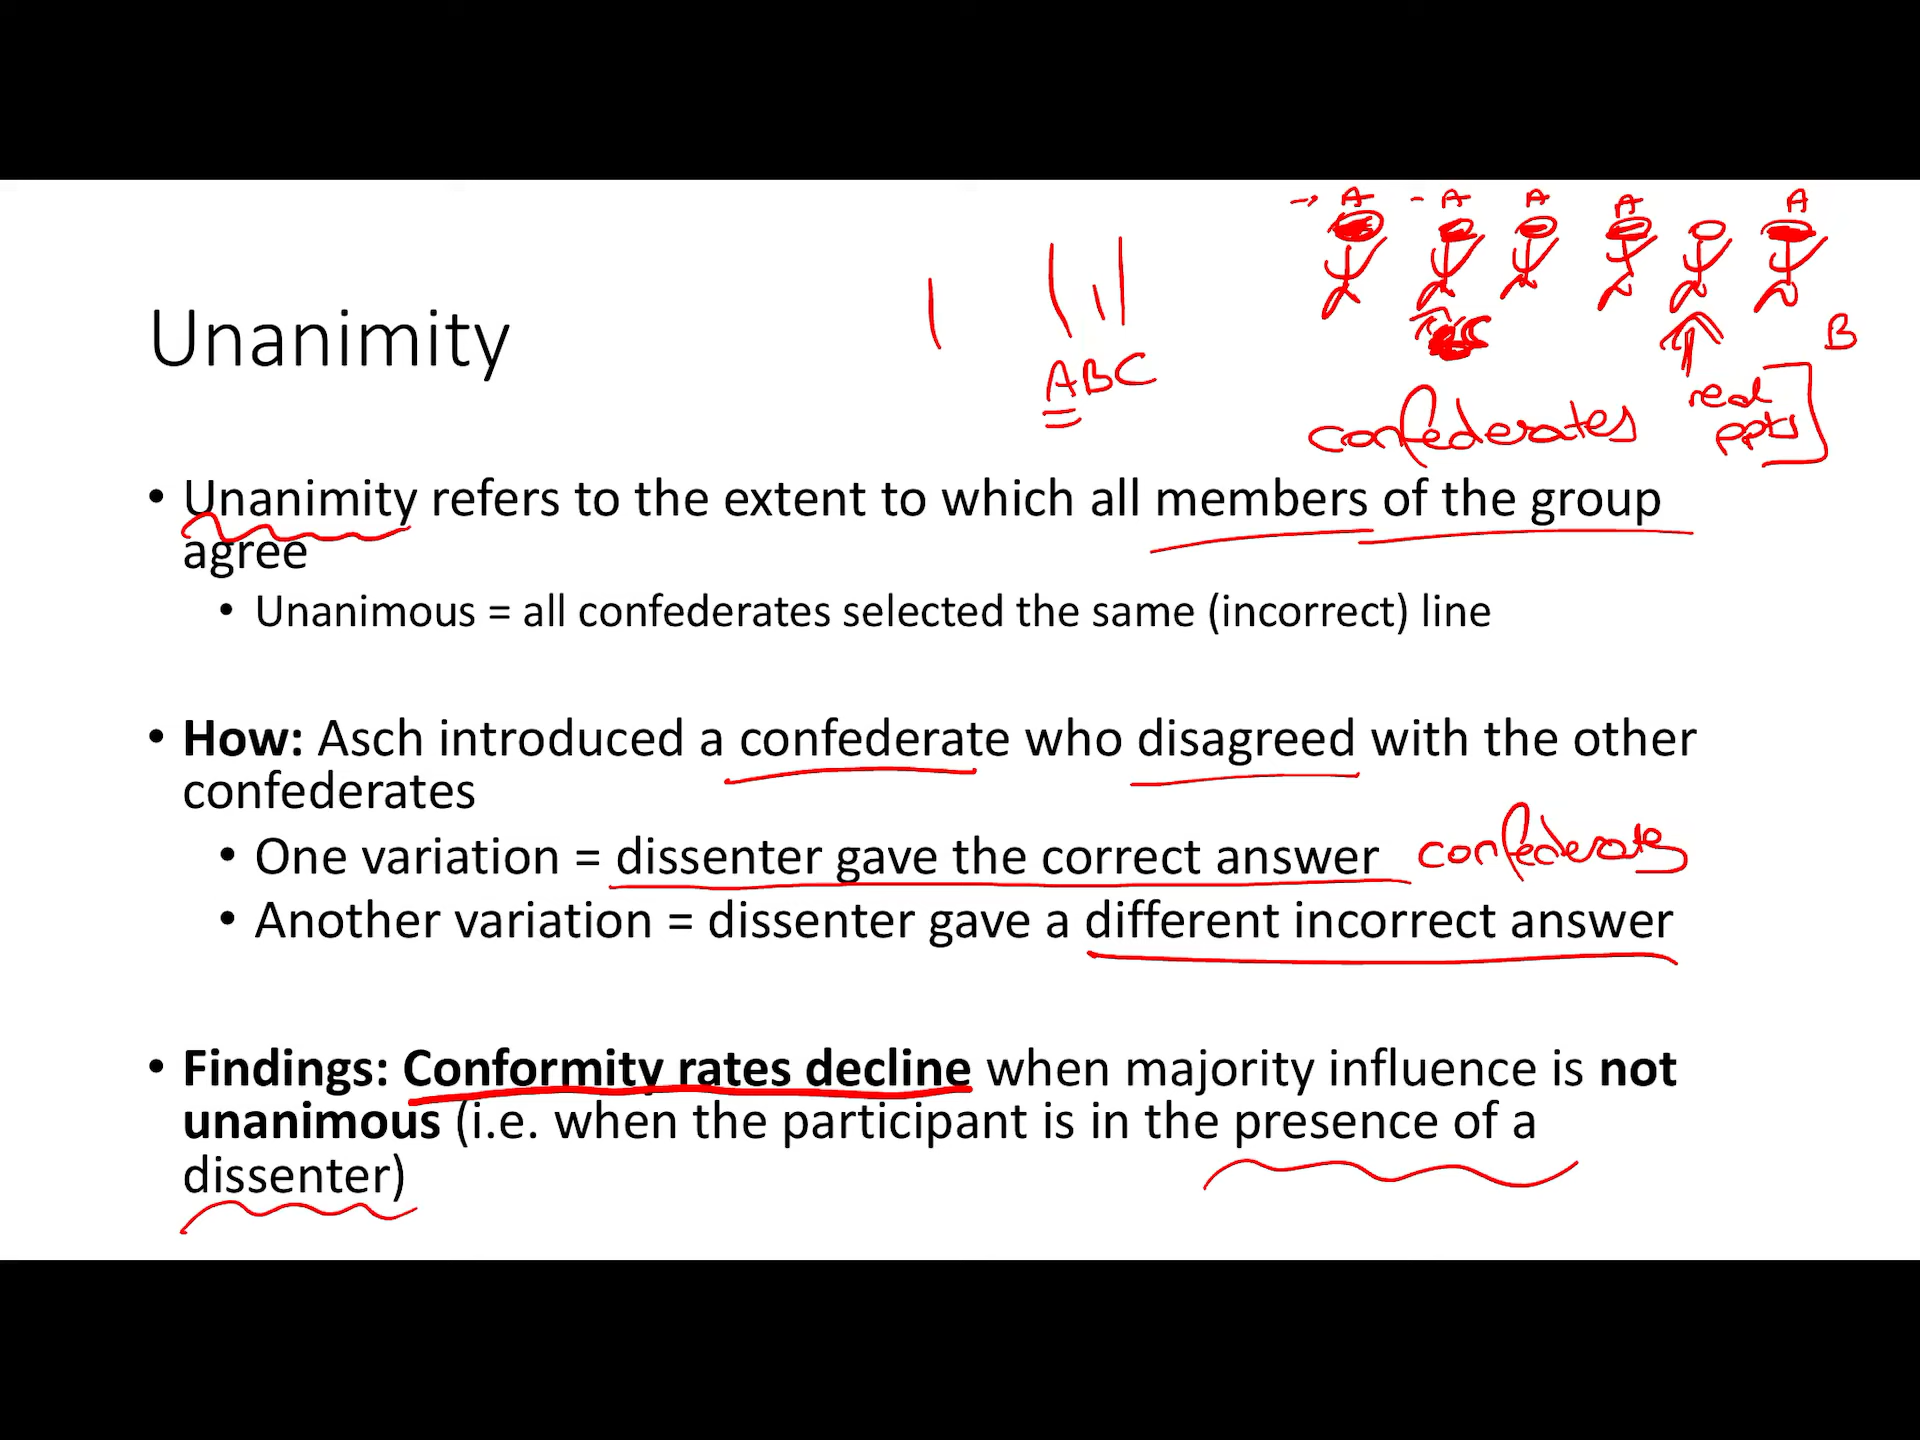 A A A A A
Unanimity
B
A B C
real
ppts
confederates
• Unanimity refers to the extent to which all members of the group
agree
• Unanimous = all confederates selected the same (incorrect) line
• How: Asch introduced a confederate who disagreed with the other
confederates
• One variation = dissenter gave the correct answer confederates
• Another variation = dissenter gave a different incorrect answer
• Findings: Conformity rates decline when majority influence is not
unanimous (i.e. when the participant is in the presence of a
dissenter)